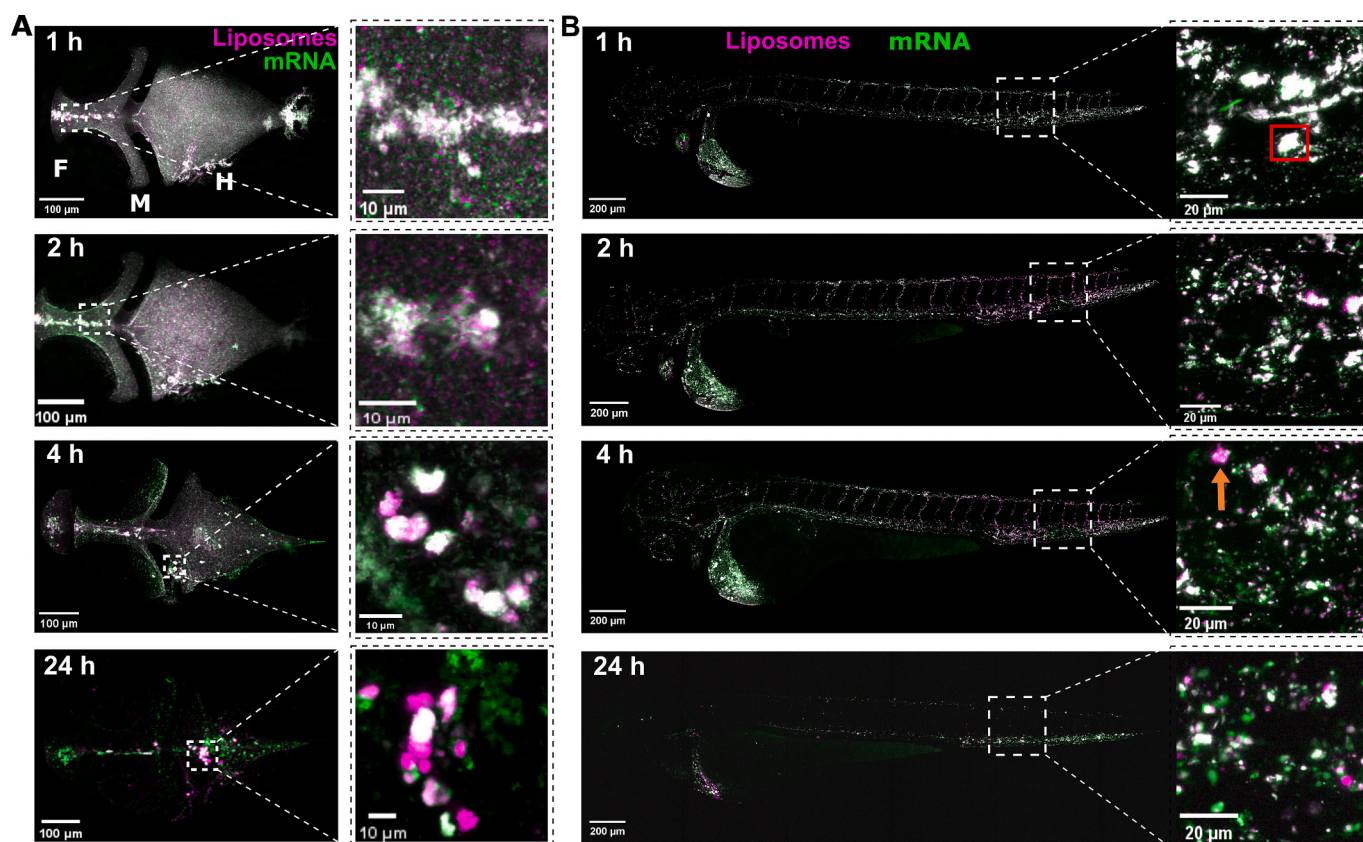 A
B
1 h
Liposomes
mRNA
F
M
H
100 µm
10 µm
1 h
Liposomes mRNA
200 µm
20 µm
2 h
100 µm
10 µm
2 h
200 µm
20 µm
4 h
100 µm
10 µm
4 h
200 µm
20 µm
24 h
100 µm
10 µm
24 h
200 µm
20 µm